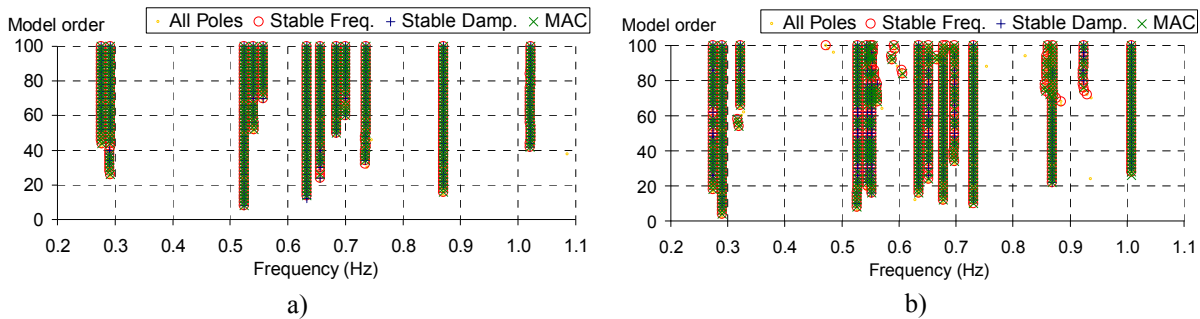 All Poles Stable Freq. Stable Damp. MAC
Model order
100
80
60
40
20
0
0.2 0.3 0.4 0.5 0.6 0.7 0.8 0.9 1.0 1.1
Frequency (Hz)
a)
All Poles Stable Freq. Stable Damp. MAC
Model order
100
80
60
40
20
0
0.2 0.3 0.4 0.5 0.6 0.7 0.8 0.9 1.0 1.1
Frequency (Hz)
b)